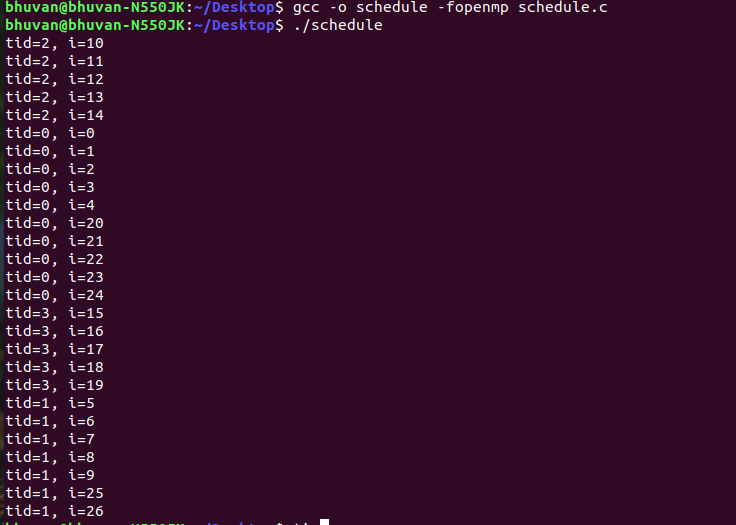 bhuvan@bhuvan-N550JK:~/Desktop$ gcc -o schedule -fopenmp schedule.c
bhuvan@bhuvan-N550JK:~/Desktop$ ./schedule
tid=2, i=10
tid=2, i=11
tid=2, i=12
tid=2, i=13
tid=2, i=14
tid=0, i=0
tid=0, i=1
tid=0, i=2
tid=0, i=3
tid=0, i=4
tid=0, i=20
tid=0, i=21
tid=0, i=22
tid=0, i=23
tid=0, i=24
tid=3, i=15
tid=3, i=16
tid=3, i=17
tid=3, i=18
tid=3, i=19
tid=1, i=5
tid=1, i=6
tid=1, i=7
tid=1, i=8
tid=1, i=9
tid=1, i=25
tid=1, i=26
bhuvan@bhuvan-N550JK:~/Desktop$